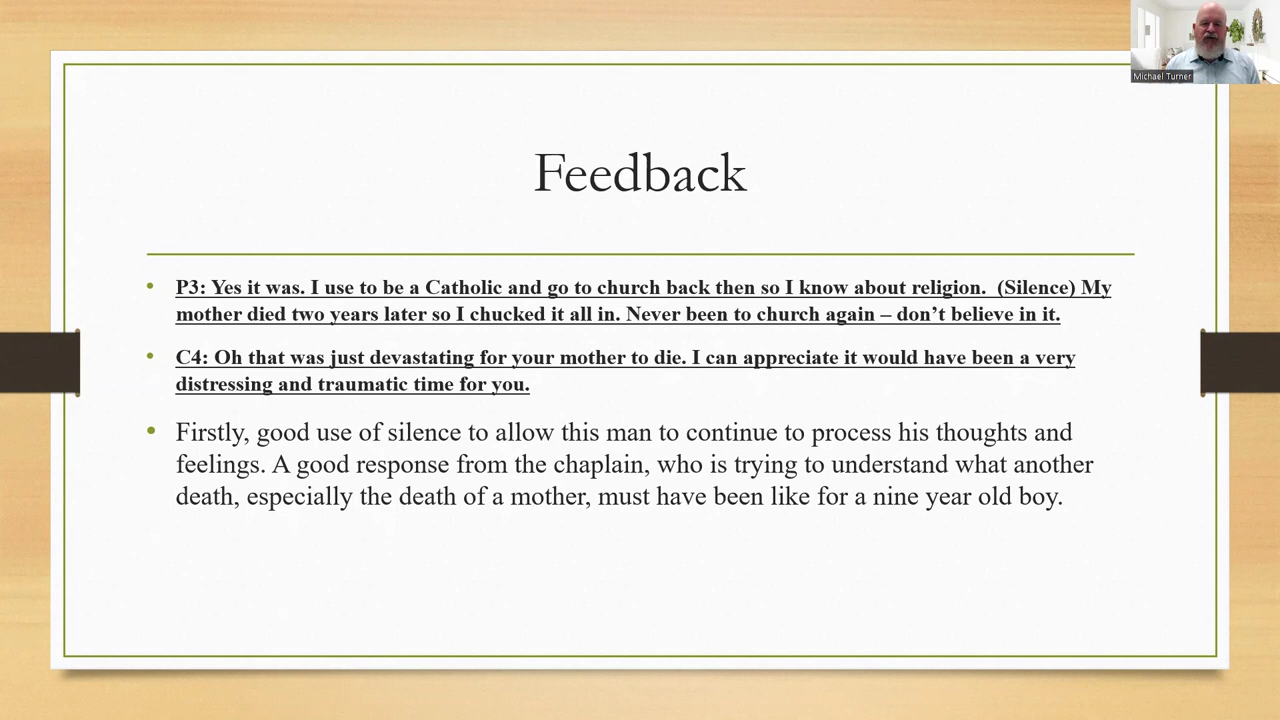 Michael Turner
Feedback
• P3: Yes it was. I use to be a Catholic and go to church back then so I know about religion.  (Silence) My
mother died two years later so I chucked it all in. Never been to church again – don’t believe in it.
• C4: Oh that was just devastating for your mother to die. I can appreciate it would have been a very
distressing and traumatic time for you.
• Firstly, good use of silence to allow this man to continue to process his thoughts and
feelings. A good response from the chaplain, who is trying to understand what another
death, especially the death of a mother, must have been like for a nine year old boy.